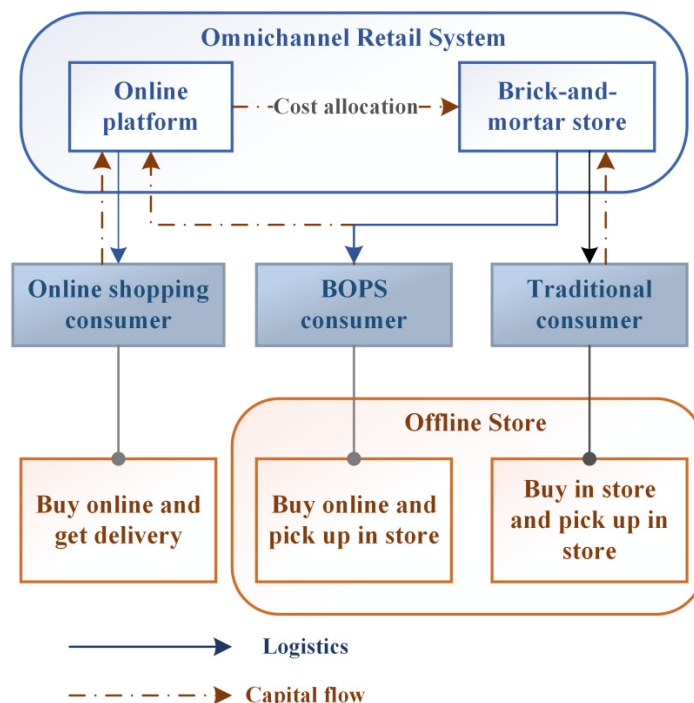 Omnichannel Retail System
Online
platform
Cost allocation
Brick-and-
mortar store
Online shopping
consumer
BOPS
consumer
Traditional
consumer
Offline Store
Buy online and
get delivery
Buy online and
pick up in store
Buy in store
and pick up in
store
Logistics
Capital flow